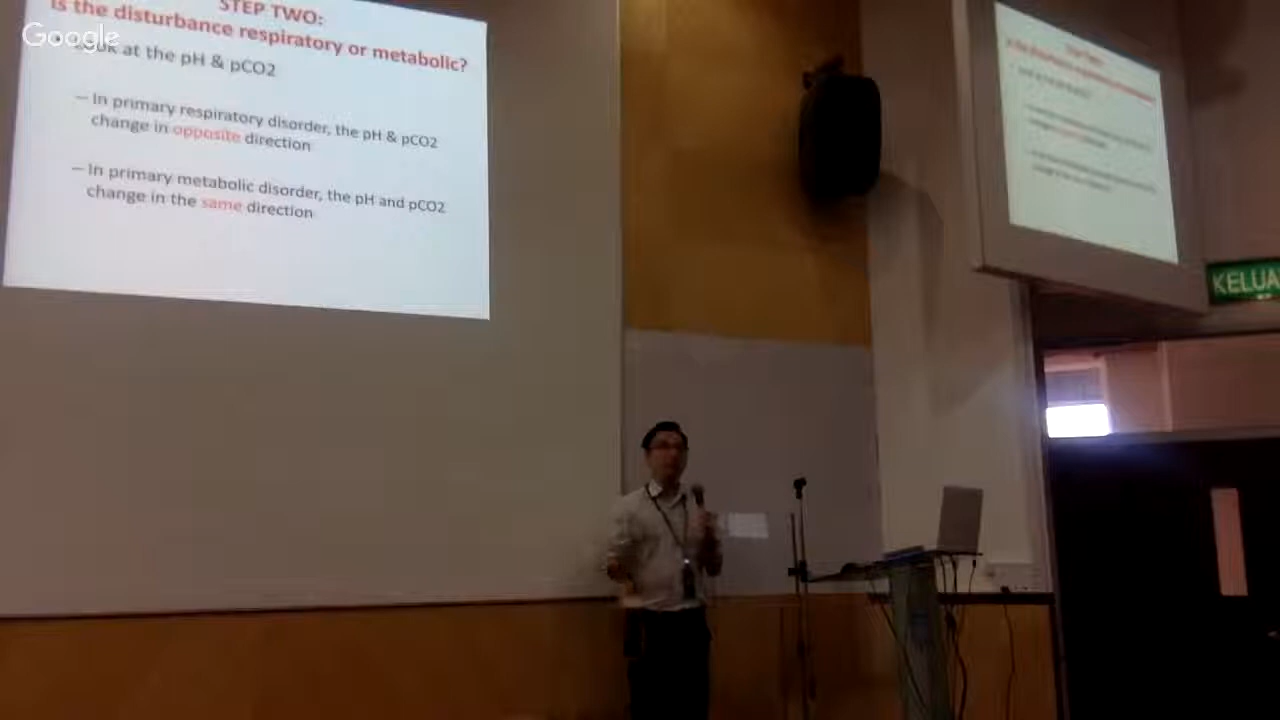 STEP TWO:
Is the disturbance respiratory or metabolic?
Google
Look at the pH & pCO2
– In primary respiratory disorder, the pH & pCO2
change in opposite direction
– In primary metabolic disorder, the pH and pCO2
change in the same direction
KELUA